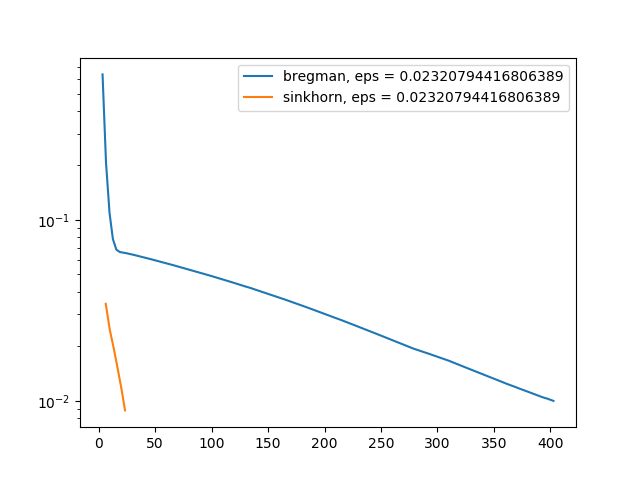 bregman, eps = 0.02320794416806389
sinkhorn, eps = 0.02320794416806389
10⁻¹
10⁻²
0 50 100 150 200 250 300 350 400